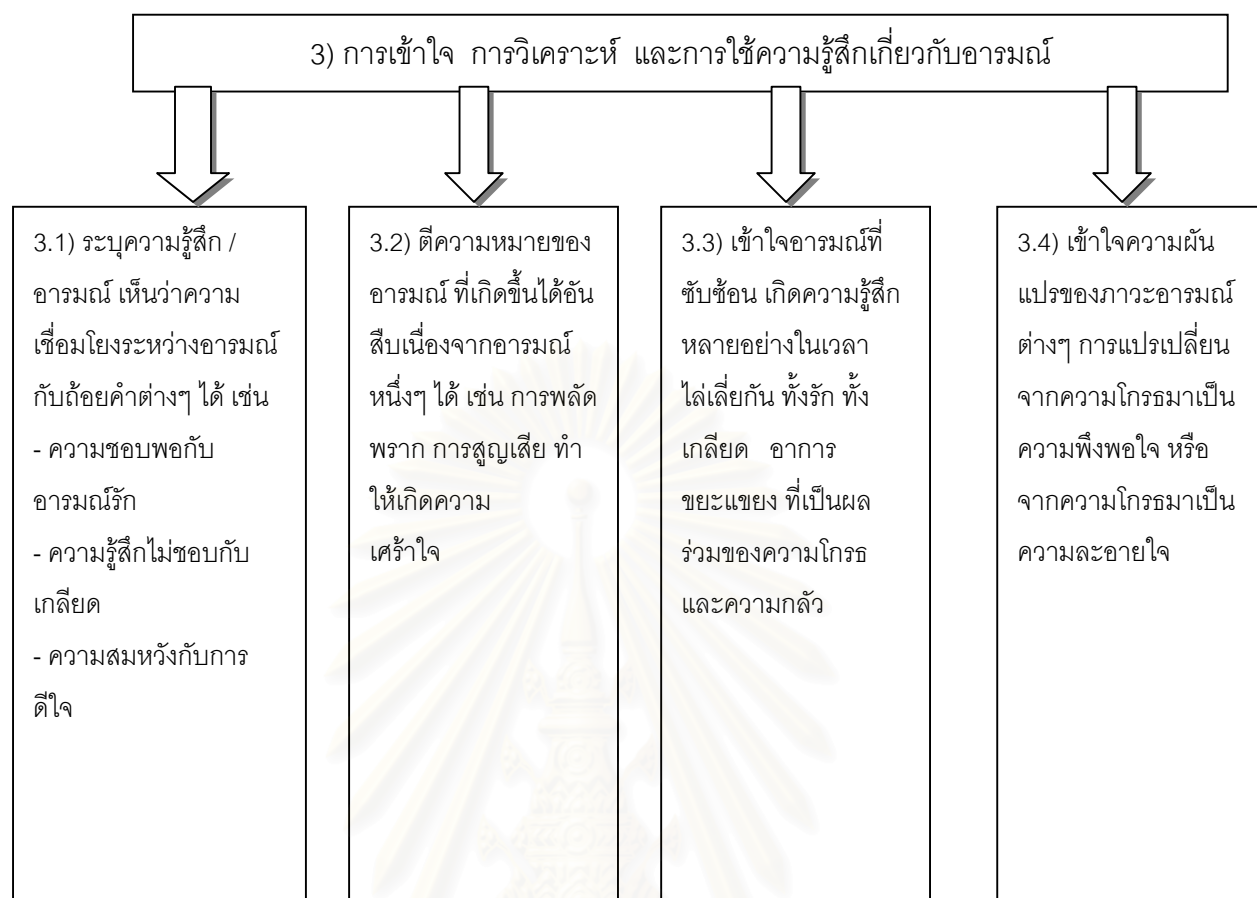 3) การเข้าใจ การวิเคราะห์ และการใช้ความรู้สึกเกี่ยวกับอารมณ์
3.1) ระบุความรู้สึก /
อารมณ์ เห็นว่าความ
เชื่อมโยงระหว่างอารมณ์
กับถ้อยคำต่างๆ ได้ เช่น
- ความชอบพอกับ
อารมณ์รัก
- ความรู้สึกไม่ชอบกับ
เกลียด
- ความสมหวังกับการ
ดีใจ
3.2) ตีความหมายของ
อารมณ์ ที่เกิดขึ้นได้อัน
สืบเนื่องจากอารมณ์
หนึ่งๆ ได้ เช่น การพลัด
พราก การสูญเสีย ทำ
ให้เกิดความ
เศร้าใจ
3.3) เข้าใจอารมณ์ที่
ซับซ้อน เกิดความรู้สึก
หลายอย่างในเวลา
ไล่เลี่ยกัน ทั้งรัก ทั้ง
เกลียด อาการ
ขยะแขยง ที่เป็นผล
ร่วมของความโกรธ
และความกลัว
3.4) เข้าใจความผัน
แปรของภาวะอารมณ์
ต่างๆ การแปรเปลี่ยน
จากความโกรธมาเป็น
ความพึงพอใจ หรือ
จากความโกรธมาเป็น
ความละอายใจ